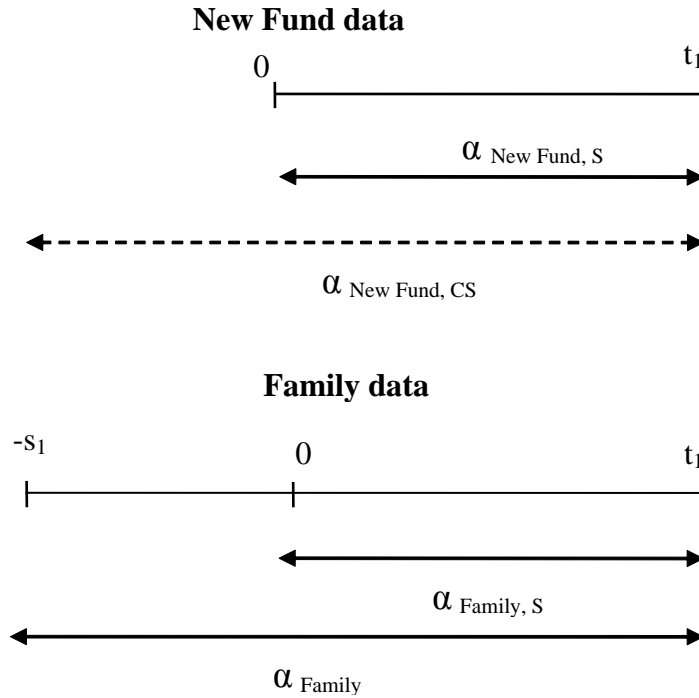 New Fund data
0 t₁
α New Fund, S
α New Fund, CS
Family data
-s₁ 0 t₁
α Family, S
α Family